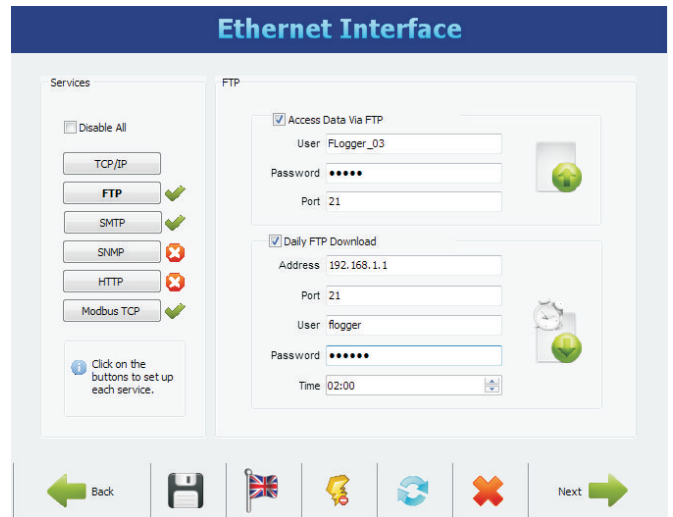 Ethernet Interface
Services
Disable All
TCP/IP
FTP
SMTP
SNMP
HTTP
Modbus TCP
Click on the
buttons to set up
each service.
FTP
Access Data Via FTP
User FLogger_03
Password •••••
Port 21
Daily FTP Download
Address 192.168.1.1
Port 21
User flogger
Password ••••••
Time 02:00
Back
Next